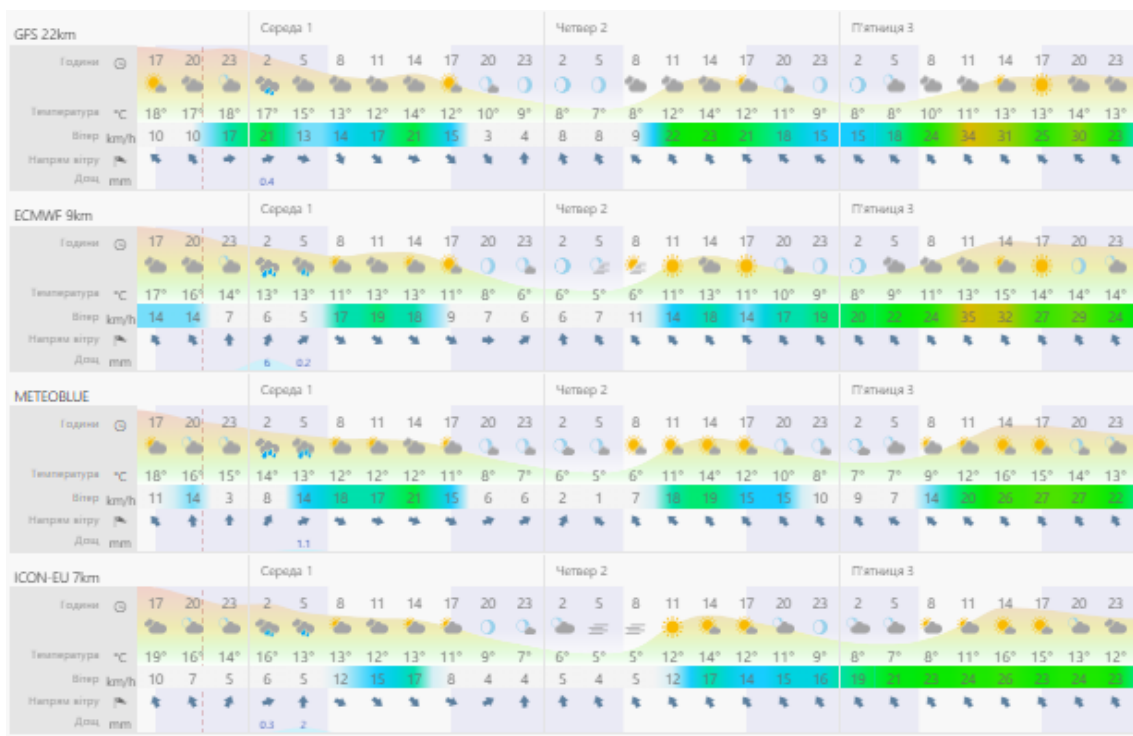 GFS 22km
Середа 1 Четвер 2 П'ятниця 3
Години 17 20 23 2 5 8 11 14 17 20 23 2 5 8 11 14 17 20 23 2 5 8 11 14 17 20 23
Температура °C 18° 17° 18° 17° 15° 13° 12° 14° 12° 10° 9° 8° 7° 8° 12° 14° 12° 10° 9° 8° 8° 10° 11° 13° 13° 14° 13°
Вітер km/h 10 10 17 21 13 14 17 21 15 3 4 8 8 9 22 23 21 18 15 15 18 24 34 31 25 30 23
Напрям вітру
Дощ mm 0.4
ECMWF 9km
Середа 1 Четвер 2 П'ятниця 3
Години 17 20 23 2 5 8 11 14 17 20 23 2 5 8 11 14 17 20 23 2 5 8 11 14 17 20 23
Температура °C 17° 16° 14° 13° 13° 11° 13° 13° 11° 8° 6° 6° 5° 6° 11° 13° 11° 10° 9° 8° 9° 11° 13° 15° 14° 14° 14°
Вітер km/h 14 14 7 6 5 17 19 18 9 7 6 6 7 11 14 18 14 17 19 20 22 24 35 32 27 29 24
Напрям вітру
Дощ mm 6 0.2
METEOBLUE
Середа 1 Четвер 2 П'ятниця 3
Години 17 20 23 2 5 8 11 14 17 20 23 2 5 8 11 14 17 20 23 2 5 8 11 14 17 20 23
Температура °C 18° 16° 15° 14° 13° 12° 12° 12° 11° 8° 7° 6° 5° 6° 11° 14° 12° 10° 8° 7° 7° 9° 12° 16° 15° 14° 13°
Вітер km/h 11 14 3 8 14 18 17 21 15 6 6 2 1 7 18 19 15 15 10 9 7 14 20 26 27 27 22
Напрям вітру
Дощ mm 1.1
ICON-EU 7km
Середа 1 Четвер 2 П'ятниця 3
Години 17 20 23 2 5 8 11 14 17 20 23 2 5 8 11 14 17 20 23 2 5 8 11 14 17 20 23
Температура °C 19° 16° 14° 16° 13° 13° 12° 13° 11° 9° 7° 6° 5° 5° 12° 14° 12° 11° 9° 8° 7° 8° 11° 16° 15° 13° 12°
Вітер km/h 10 7 5 6 5 12 15 17 8 4 4 5 4 5 12 17 14 15 16 19 21 23 24 26 23 24 23
Напрям вітру
Дощ mm 0.3 2